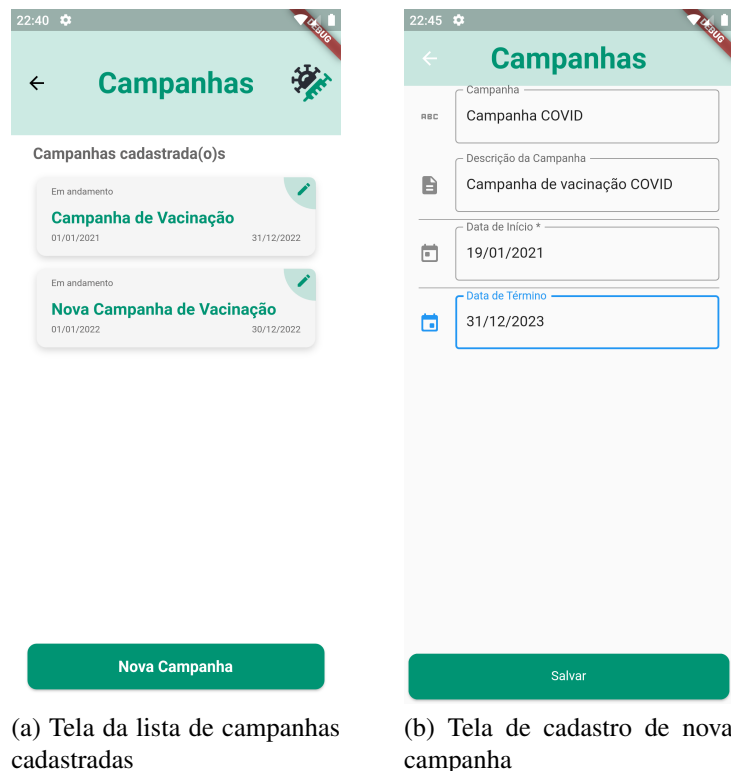 22:40
DEBUG
Campanhas
Campanhas cadastrada(o)s
Em andamento
Campanha de Vacinação
01/01/2021 31/12/2022
Em andamento
Nova Campanha de Vacinação
01/01/2022 30/12/2022
Nova Campanha
(a) Tela da lista de campanhas
cadastradas
22:45
DEBUG
Campanhas
Campanha
ABC Campanha COVID
Descrição da Campanha
Campanha de vacinação COVID
Data de Início *
19/01/2021
Data de Término
31/12/2023
Salvar
(b) Tela de cadastro de nova
campanha